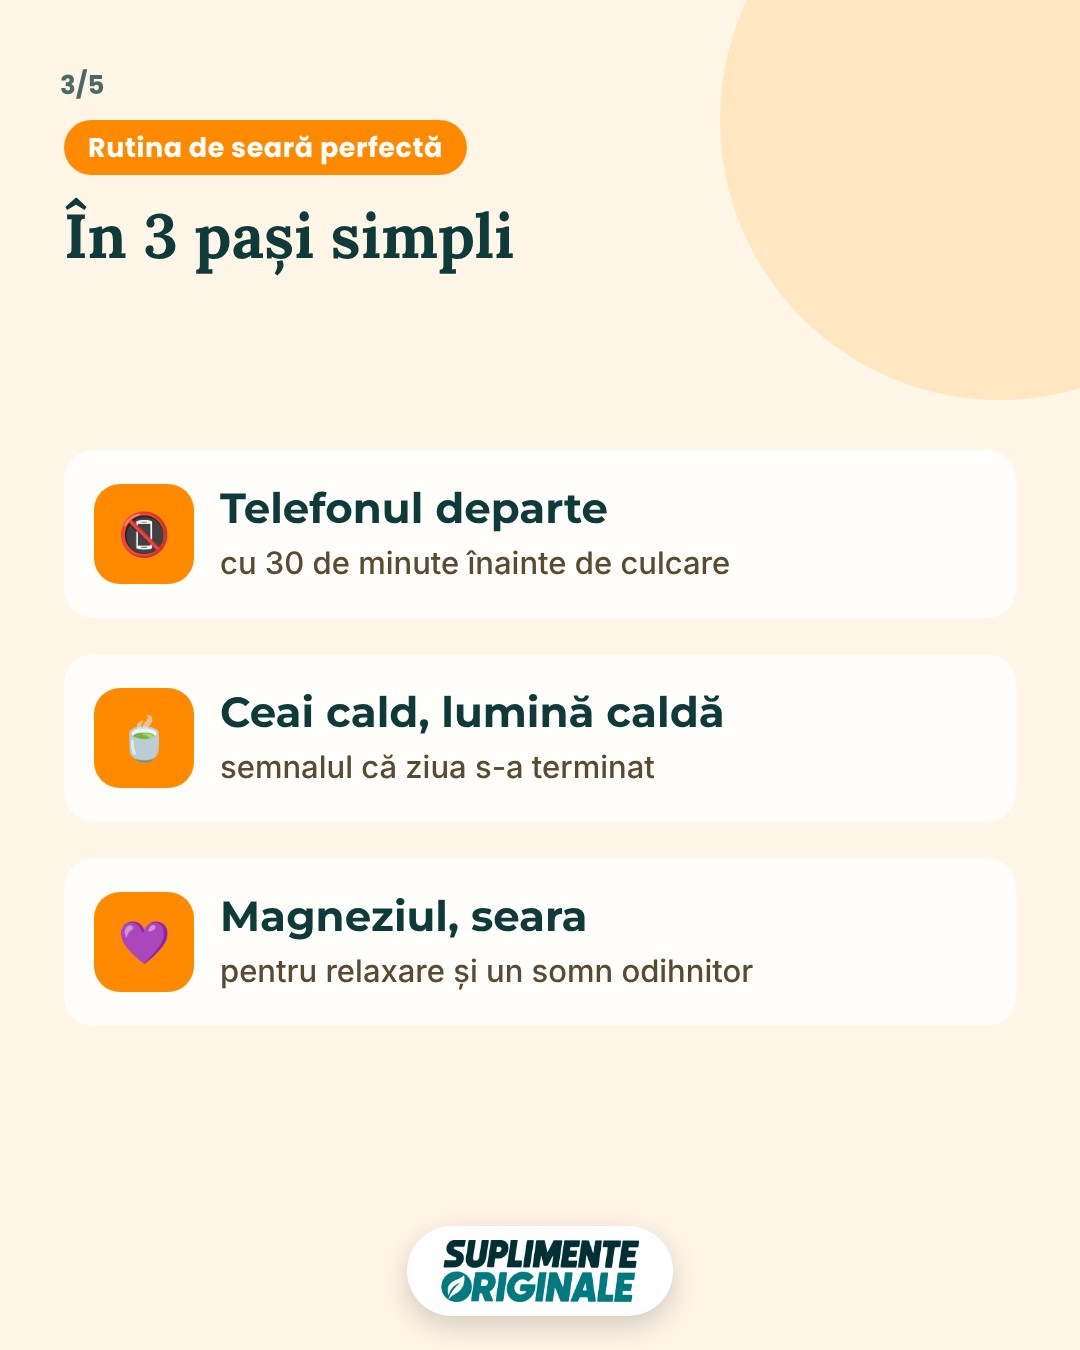 3/5
Rutina de seară perfectă
În 3 pași simpli
Telefonul departe
cu 30 de minute înainte de culcare
Ceai cald, lumină caldă
semnalul că ziua s-a terminat
Magneziul, seara
pentru relaxare și un somn odihnitor
SUPLIMENTE
ORIGINALE